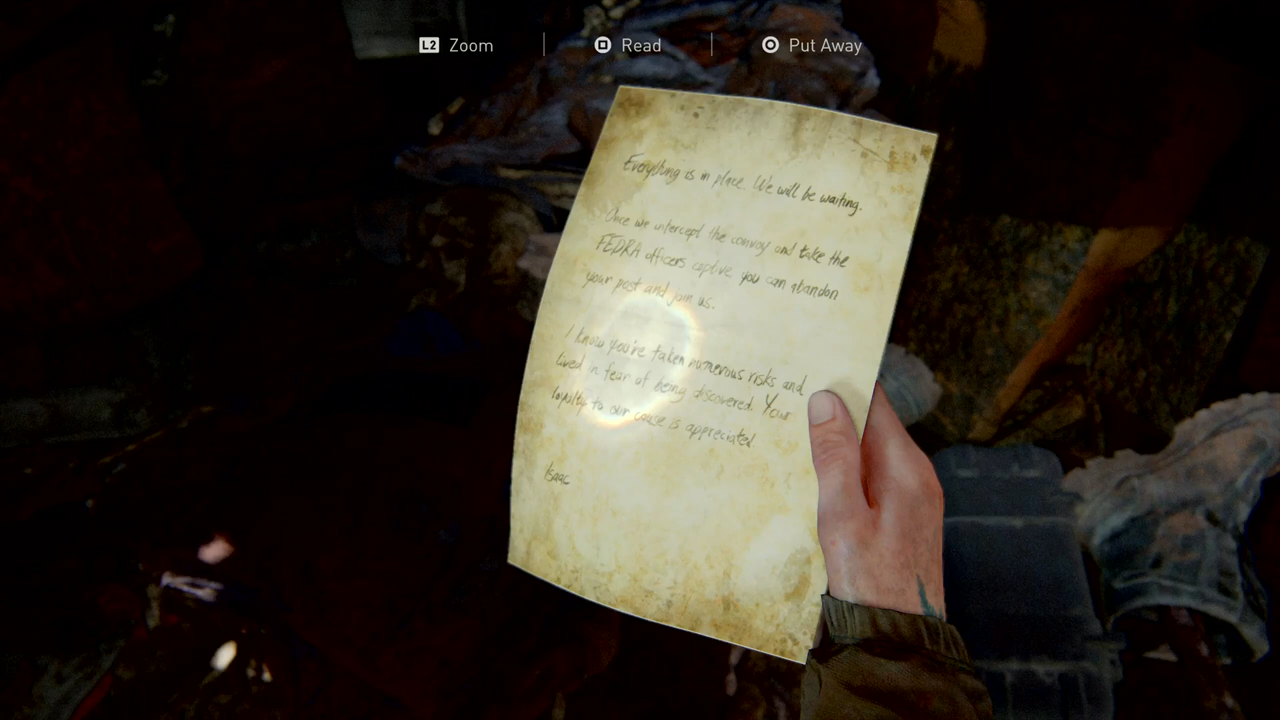 L2 Zoom Read Put Away
Everything is in place. We will be waiting.
Once we intercept the convoy and take the
FEDRA officers captive you can abandon
your post and join us.
I know you're taken numerous risks and
lived in fear of being discovered. Your
loyalty to our cause is appreciated
Isaac